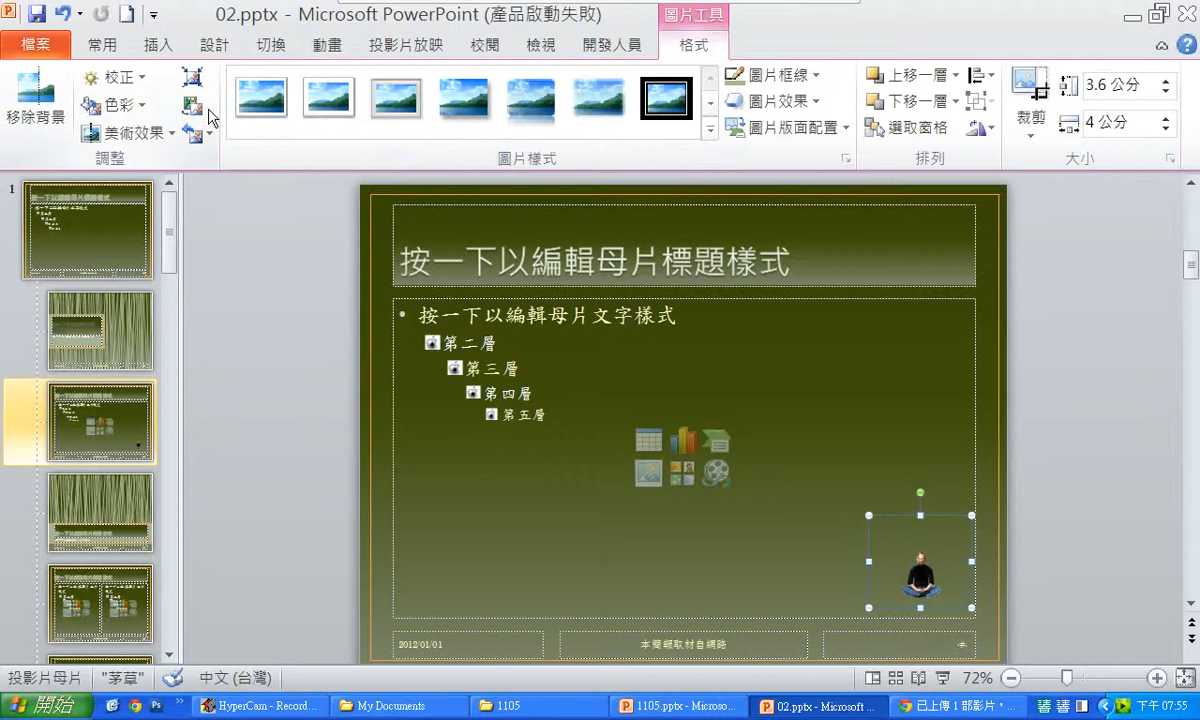 02.pptx - Microsoft PowerPoint (產品啟動失敗)
圖片工具
檔案 常用 插入 設計 切換 動畫 投影片放映 校閱 檢視 開發人員 格式
移除背景
校正
色彩
美術效果
調整
圖片樣式
圖片框線
圖片效果
圖片版面配置
上移一層
下移一層
選取窗格
排列
裁剪
3.6 公分
4 公分
大小
1
按一下以編輯母片標題樣式
• 按一下以編輯母片文字樣式
第二層
第三層
第四層
第五層
2012/01/01
本簡報取材自網路
‹#›
投影片母片 "茅草" 中文 (台灣) 72%
開始 HyperCam - Record... My Documents 1105 1105.pptx - Microso... 02.pptx - Microsoft ... 已上傳 1 部影片，... 下午 07:55